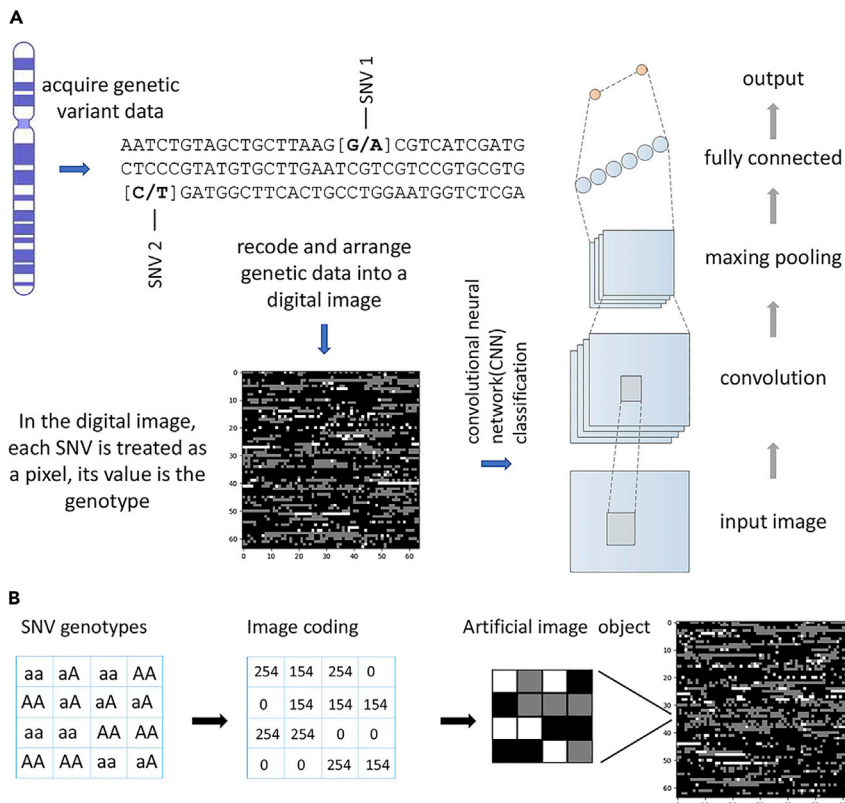 A
acquire genetic
variant data
SNV 1
AATCTGTAGCTGCTTAAG[G/A]CGTCATCGATG
CTCCCGTATGTGCTTGAATCGTCGTCCGTGCGTG
[C/T]GATGGCTTCACTGCCTGGAATGGTCTCGA
SNV 2
recode and arrange
genetic data into a
digital image
In the digital image,
each SNV is treated as
a pixel, its value is the
genotype
0
10
20
30
40
50
60
0 10 20 30 40 50 60
convolutional neural
network(CNN)
classification
output
fully connected
maxing pooling
convolution
input image
B
SNV genotypes
aa aA aa AA
AA aA aA aA
aa aa AA AA
AA AA aa aA
Image coding
254 154 254 0
0 154 154 154
254 254 0 0
0 0 254 154
Artificial image object
0
10
20
30
40
50
60